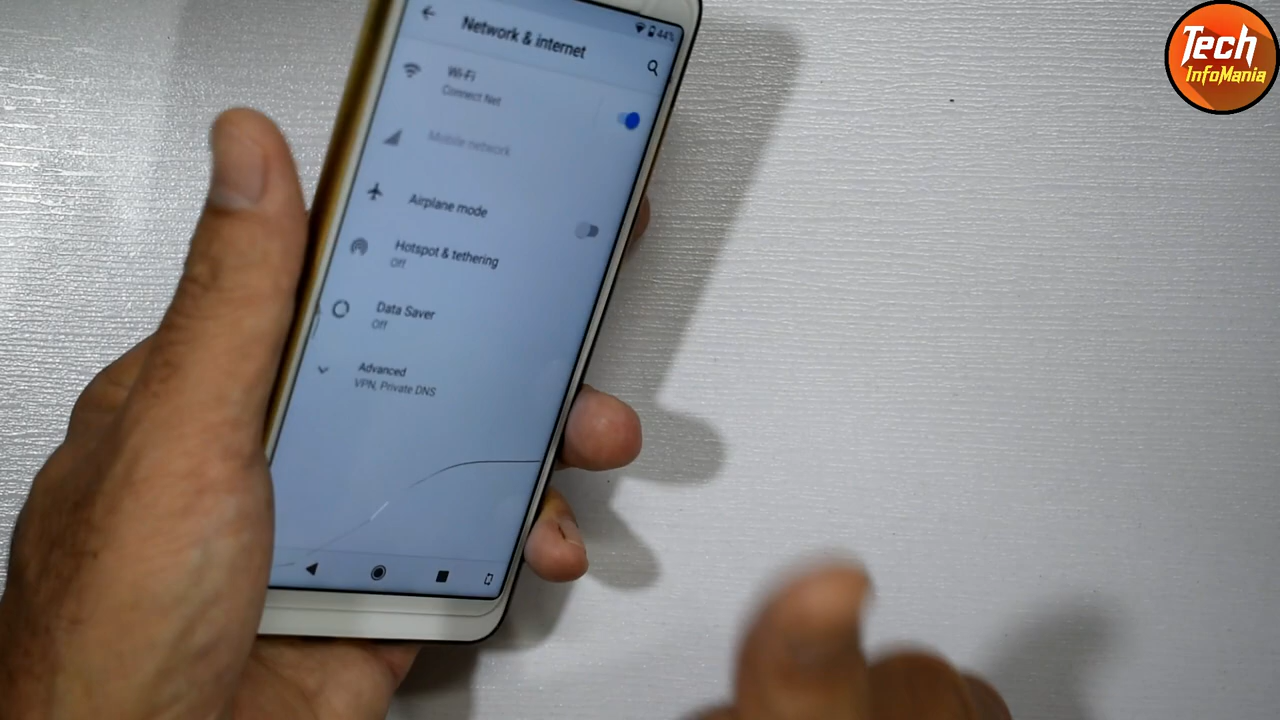 Network & internet
44%
Wi-Fi
Connect Net
Mobile network
Airplane mode
Hotspot & tethering
Off
Data Saver
Off
Advanced
VPN, Private DNS
Tech
InfoMania